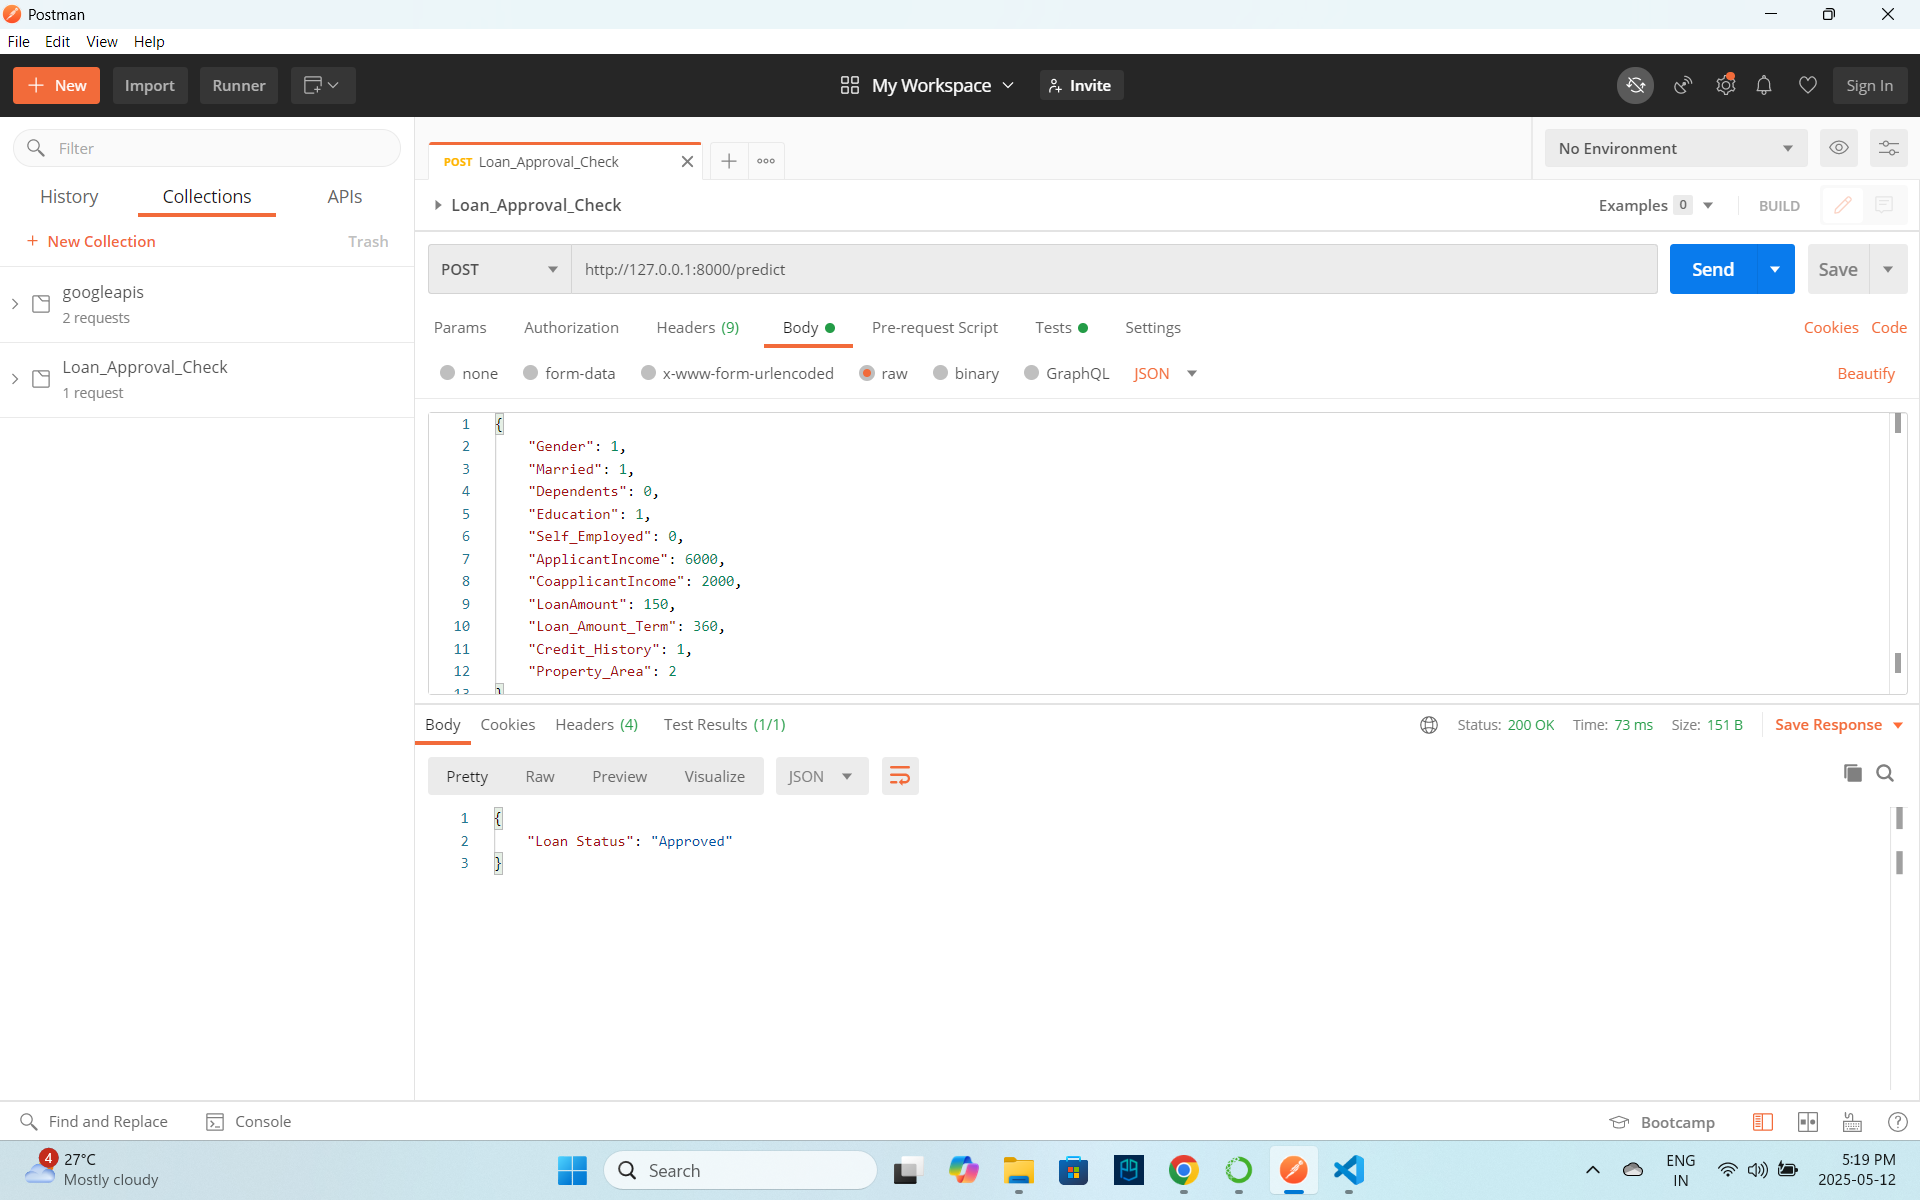 Postman
File Edit View Help
New Import Runner My Workspace Invite Sign In
Filter
History Collections APIs
+ New Collection Trash
googleapis
2 requests
Loan_Approval_Check
1 request
POST Loan_Approval_Check
No Environment
Loan_Approval_Check
Examples 0 BUILD
POST http://127.0.0.1:8000/predict Send Save
Params Authorization Headers (9) Body Pre-request Script Tests Settings Cookies Code
none form-data x-www-form-urlencoded raw binary GraphQL JSON Beautify
1 {
2 "Gender": 1,
3 "Married": 1,
4 "Dependents": 0,
5 "Education": 1,
6 "Self_Employed": 0,
7 "ApplicantIncome": 6000,
8 "CoapplicantIncome": 2000,
9 "LoanAmount": 150,
10 "Loan_Amount_Term": 360,
11 "Credit_History": 1,
12 "Property_Area": 2
13 }
Body Cookies Headers (4) Test Results (1/1) Status: 200 OK Time: 73 ms Size: 151 B Save Response
Pretty Raw Preview Visualize JSON
1 {
2 "Loan Status": "Approved"
3 }
Find and Replace Console Bootcamp
4
27°C
Mostly cloudy
Search
ENG
IN
5:19 PM
2025-05-12